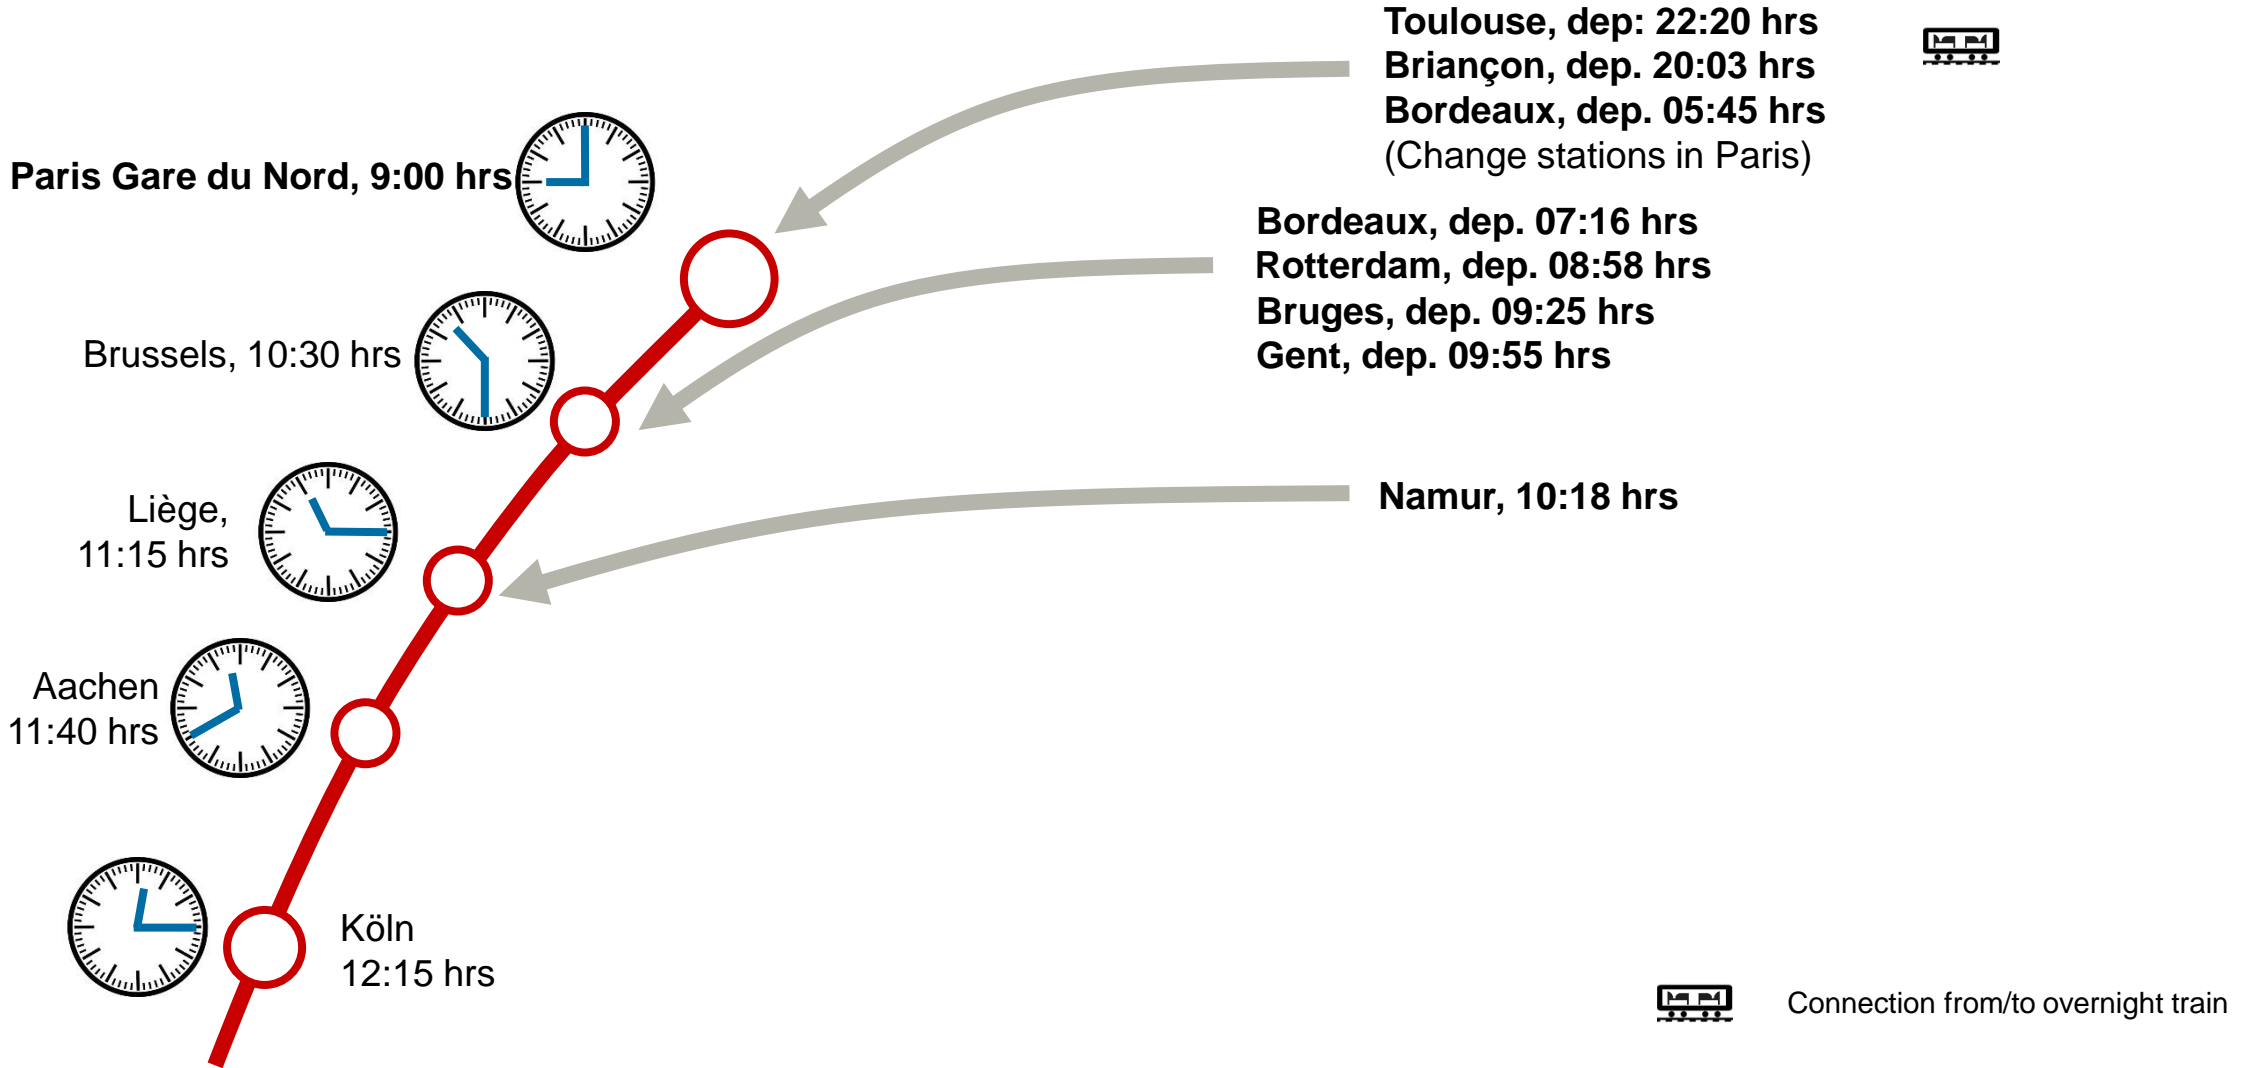 Toulouse, dep: 22:20 hrs
Briançon, dep. 20:03 hrs
Bordeaux, dep. 05:45 hrs
(Change stations in Paris)
Paris Gare du Nord, 9:00 hrs
Bordeaux, dep. 07:16 hrs
Rotterdam, dep. 08:58 hrs
Bruges, dep. 09:25 hrs
Gent, dep. 09:55 hrs
Brussels, 10:30 hrs
Namur, 10:18 hrs
Liège,
11:15 hrs
Aachen
11:40 hrs
Köln
12:15 hrs
Connection from/to overnight train